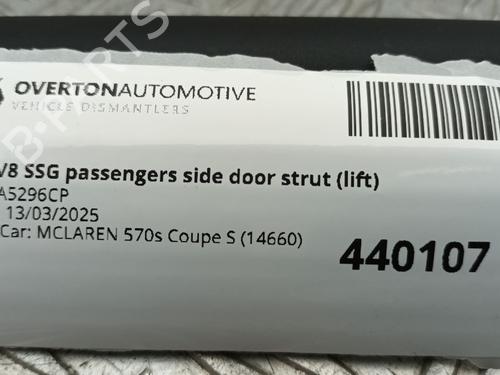 OVERTONAUTOMOTIVE
VEHICLE DISMANTLERS
V8 SSG passengers side door strut (lift)
A5296CP
13/03/2025
Car: MCLAREN 570s Coupe S (14660)
440107
B-PARTS